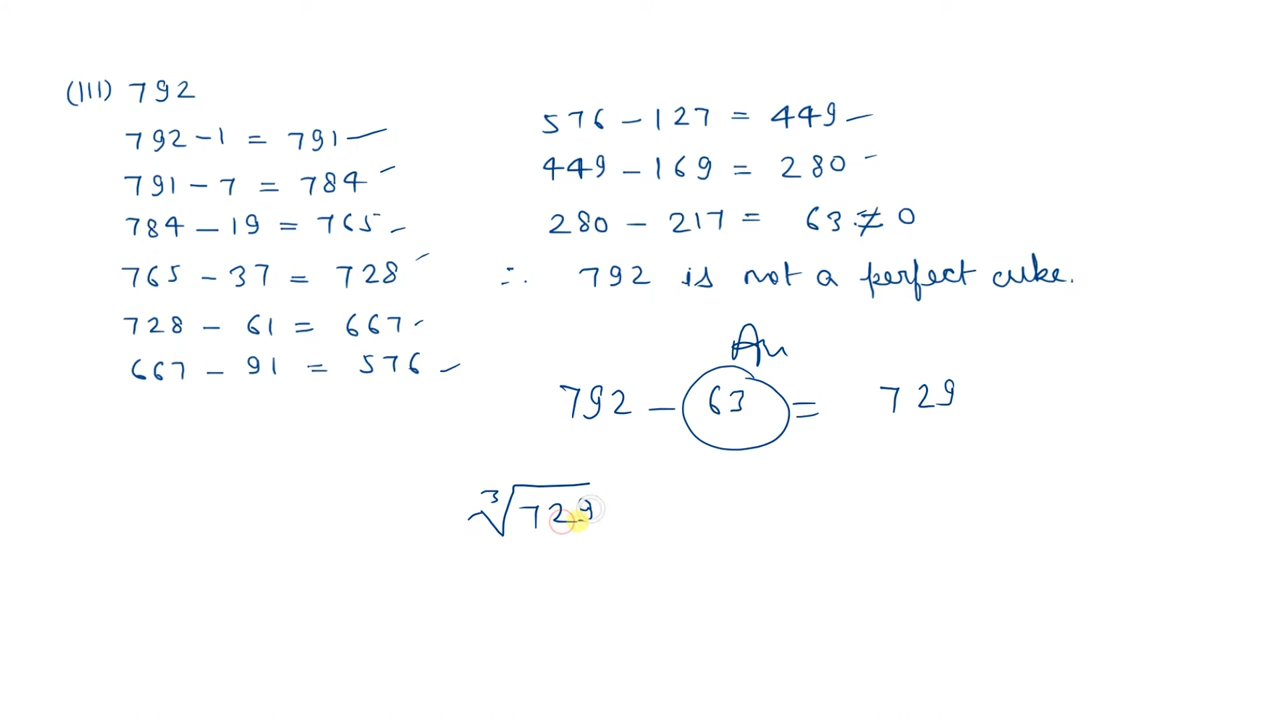 (III) 792
792 - 1 = 791
791 - 7 = 784
784 - 19 = 765
765 - 37 = 728
728 - 61 = 667
667 - 91 = 576
576 - 127 = 449
449 - 169 = 280
280 - 217 = 63 ≠ 0
∴ 792 is not a perfect cube.
An
792 - 63 = 729
∛729